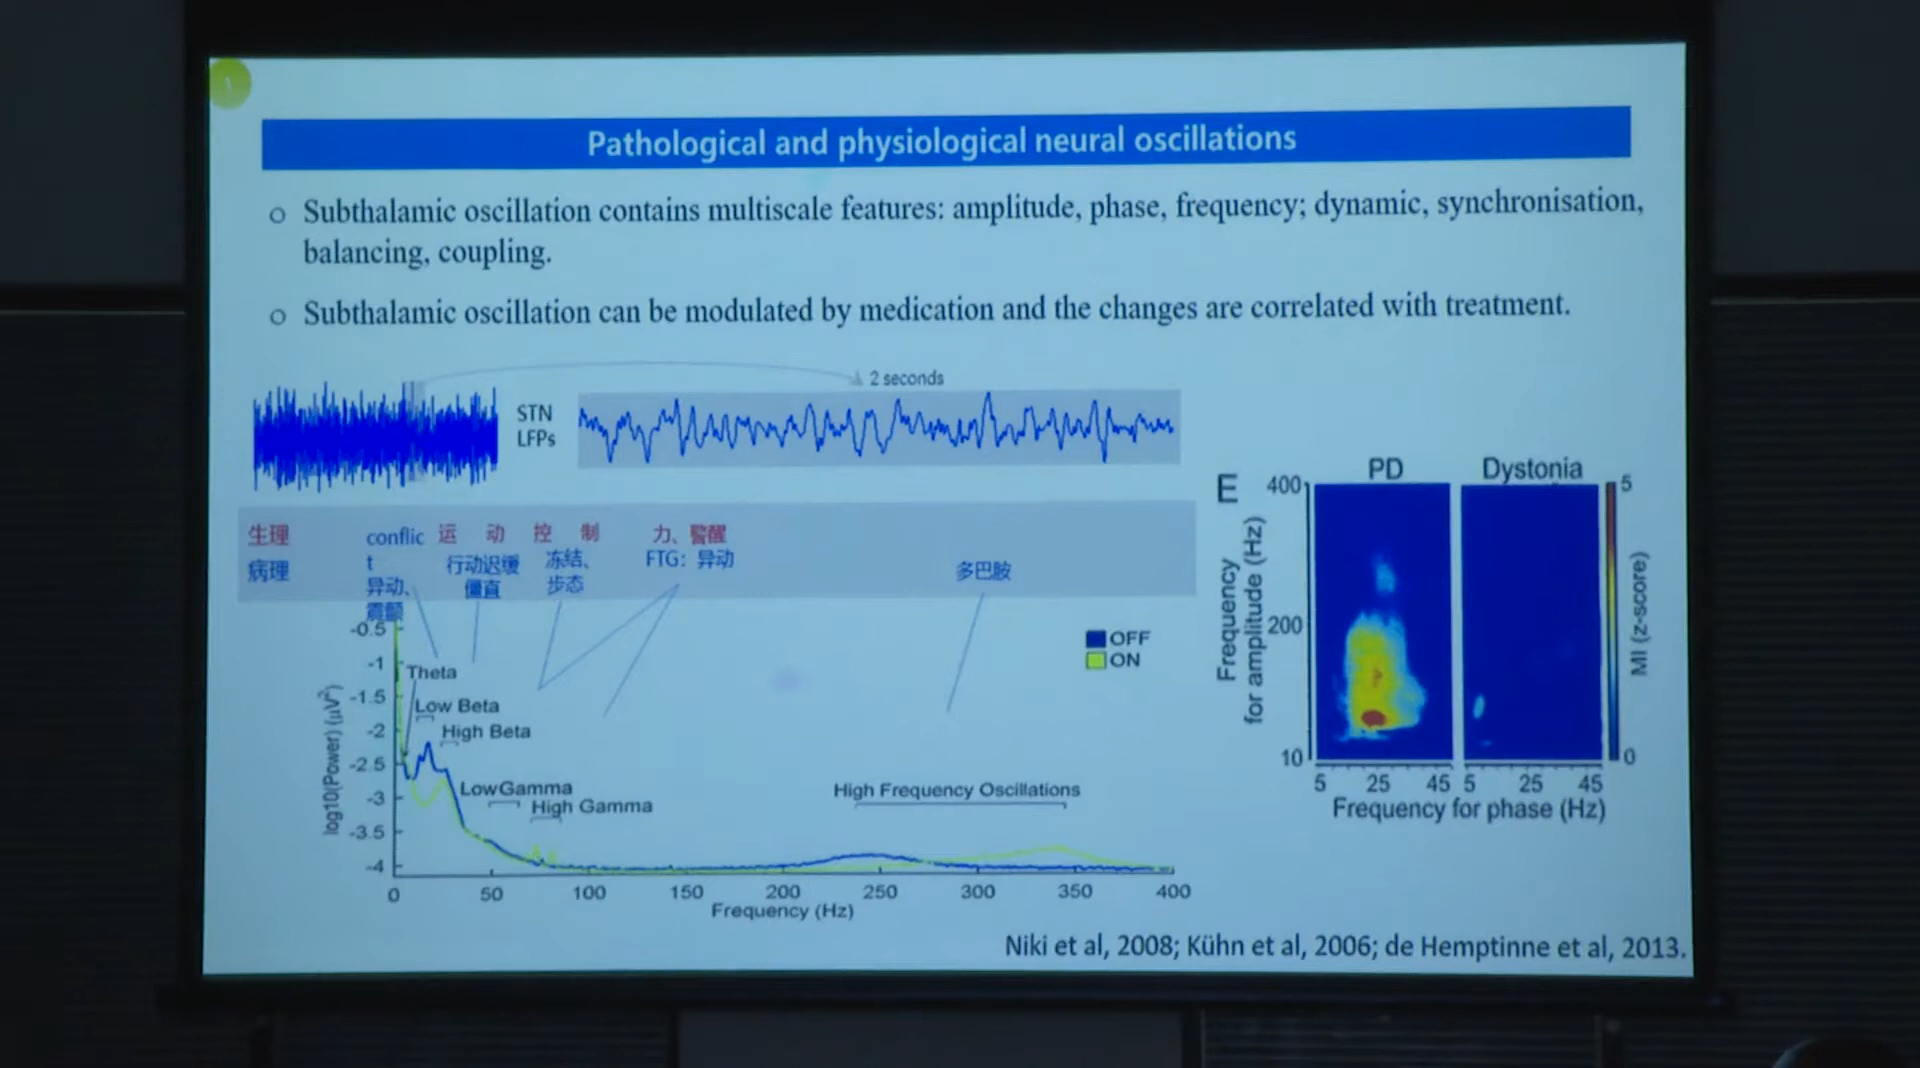 1
Pathological and physiological neural oscillations
Subthalamic oscillation contains multiscale features: amplitude, phase, frequency; dynamic, synchronisation,
balancing, coupling.
Subthalamic oscillation can be modulated by medication and the changes are correlated with treatment.
2 seconds
STN
LFPs
生理
病理
conflic
t
异动、
震颤
运 动 控 制
行动迟缓
僵直
冻结、
步态
力、警醒
FTG：异动
多巴胺
OFF
ON
Theta
Low Beta
High Beta
Low Gamma
High Gamma
High Frequency Oscillations
log10(Power) (μV²)
-0.5
-1
-1.5
-2
-2.5
-3
-3.5
-4
0 50 100 150 200 250 300 350 400
Frequency (Hz)
E
PD
Dystonia
400
200
10
Frequency
for amplitude (Hz)
5 25 45 5 25 45
Frequency for phase (Hz)
5
0
MI (z-score)
Niki et al, 2008; Kühn et al, 2006; de Hemptinne et al, 2013.